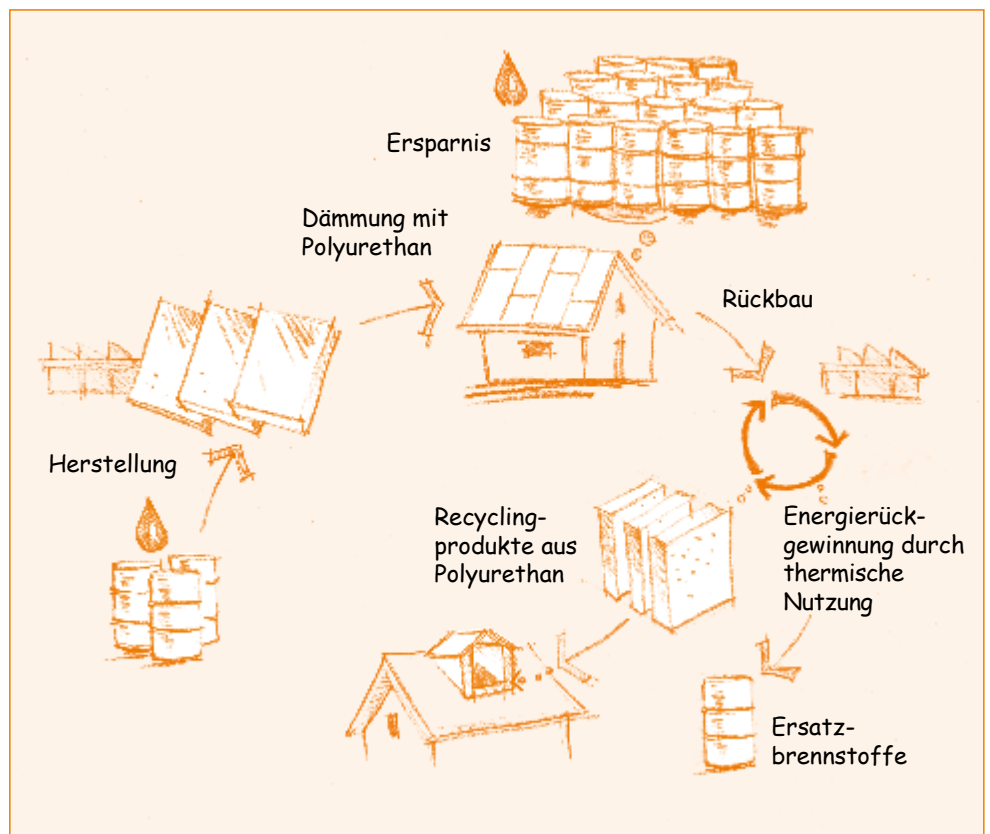 Ersparnis
Dämmung mit
Polyurethan
Rückbau
Herstellung
Recycling-
produkte aus
Polyurethan
Energierück-
gewinnung durch
thermische
Nutzung
Ersatz-
brennstoffe